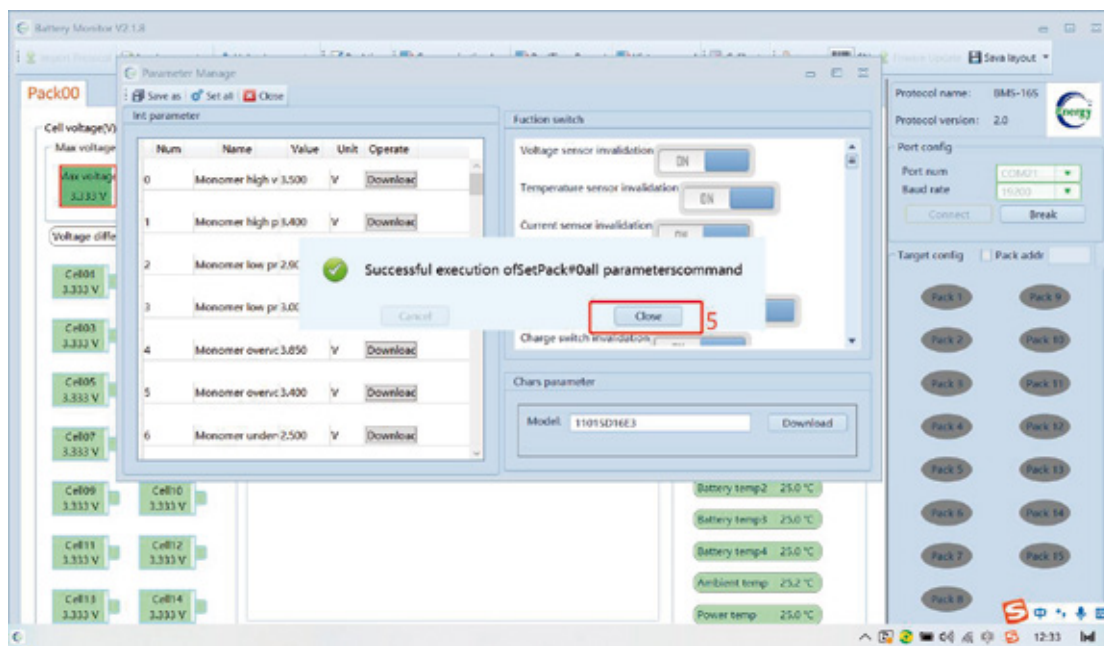 Battery Monitor V2.1.8
Save layout
Parameter Manage
Save as Set all Close
Pack00
Int parameter
Fuction switch
Protocol name: BMS-16S
Protocol version: 2.0
Energy
Cell voltage(V)
Max voltage
Num Name Value Unit Operate
Voltage sensor invalidation ON
Port config
Max voltage
3.333 V
0 Monomer high v 3.500 V Download
Temperature sensor invalidation ON
Port num COM21
Baud rate 19200
Connect Break
1 Monomer high p 3.400 V Download
Current sensor invalidation
Voltage diffe
2 Monomer low pr 2.90
Successful execution ofSetPack#0all parameterscommand
Target config Pack addr
Cell01
3.333 V
3 Monomer low pr 3.00
Cancel Close 5
Pack 1 Pack 9
Cell03
3.333 V
4 Monomer overvc 3.850 V Download
Charge switch invalidation
Pack 2 Pack 10
Cell05
3.333 V
5 Monomer overvc 3.400 V Download
Chars parameter
Pack 3 Pack 11
6 Monomer under 2.500 V Download
Model: 11015D16E3 Download
Pack 4 Pack 12
Cell07
3.333 V
Pack 5 Pack 13
Cell09 Cell10
3.333 V 3.333 V
Battery temp2 25.0 °C
Battery temp3 25.0 °C
Pack 6 Pack 14
Cell11 Cell12
3.333 V 3.333 V
Battery temp4 25.0 °C
Pack 7 Pack 15
Ambient temp 25.2 °C
Cell13 Cell14
3.333 V 3.333 V
Power temp 25.0 °C
Pack 8
中
12:33